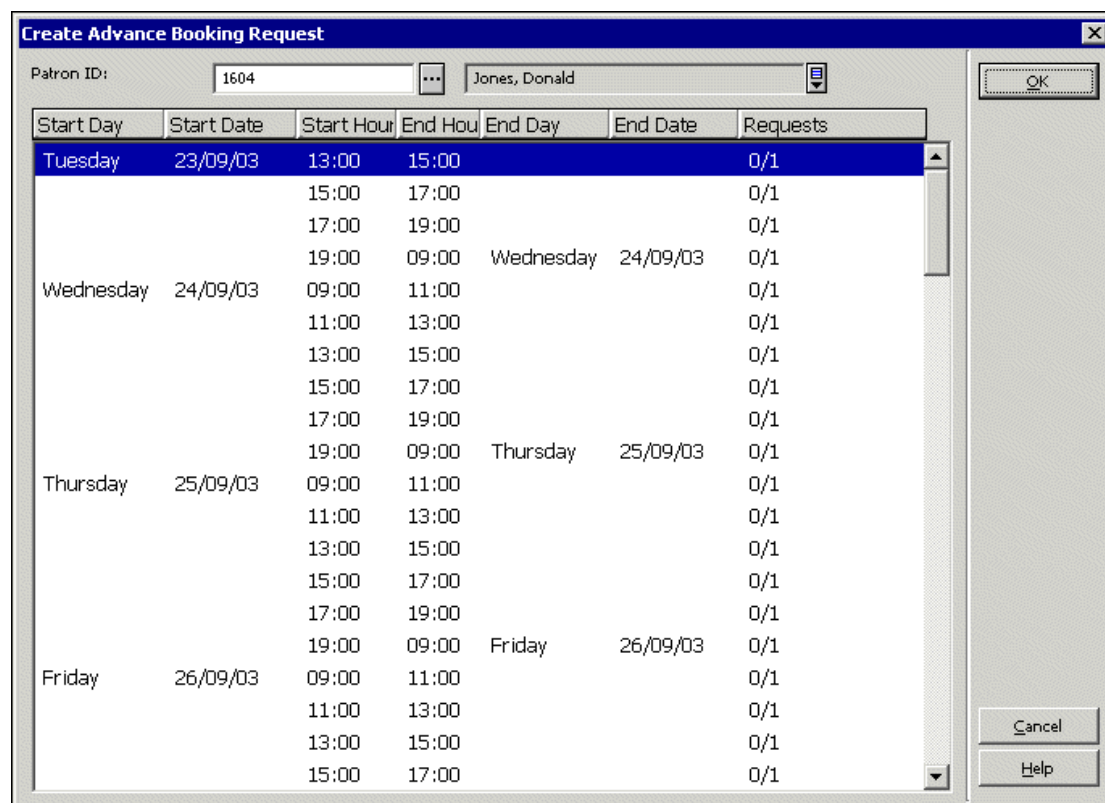 Create Advance Booking Request
Patron ID: 1604 ... Jones, Donald OK
Start Day Start Date Start Hour End Hou End Day End Date Requests
Tuesday 23/09/03 13:00 15:00 0/1
15:00 17:00 0/1
17:00 19:00 0/1
19:00 09:00 Wednesday 24/09/03 0/1
Wednesday 24/09/03 09:00 11:00 0/1
11:00 13:00 0/1
13:00 15:00 0/1
15:00 17:00 0/1
17:00 19:00 0/1
19:00 09:00 Thursday 25/09/03 0/1
Thursday 25/09/03 09:00 11:00 0/1
11:00 13:00 0/1
13:00 15:00 0/1
15:00 17:00 0/1
17:00 19:00 0/1
19:00 09:00 Friday 26/09/03 0/1
Friday 26/09/03 09:00 11:00 0/1
11:00 13:00 0/1
13:00 15:00 0/1
15:00 17:00 0/1
Cancel
Help